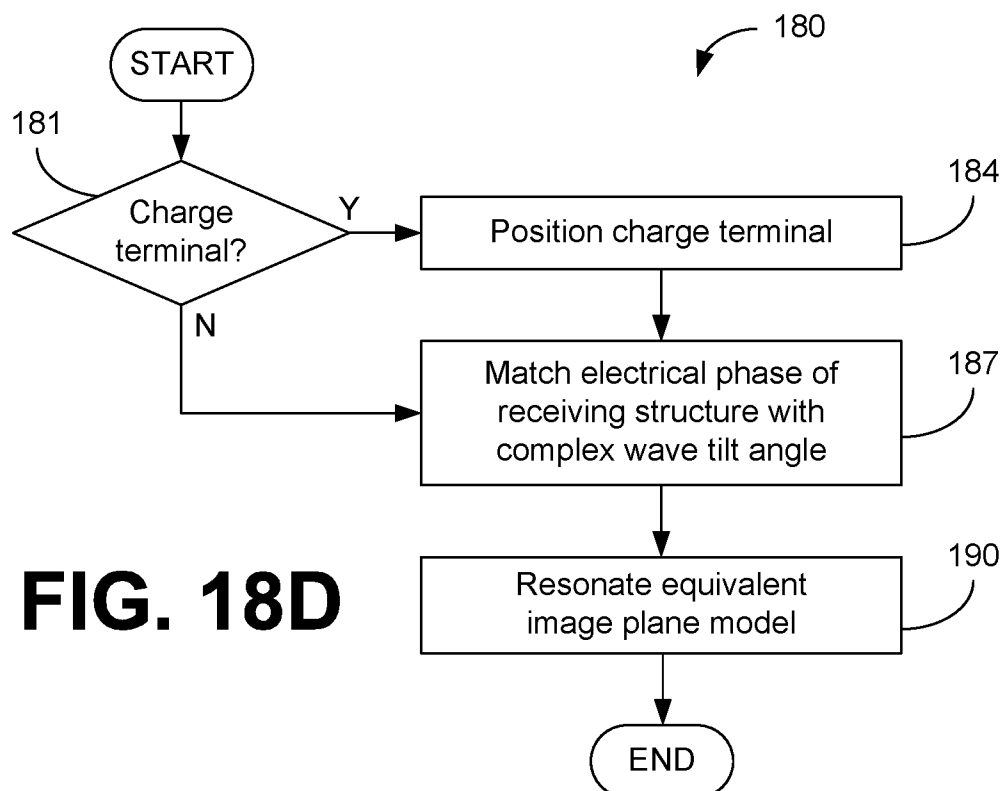 180
START
181
Charge
terminal?
Y
N
Position charge terminal
184
Match electrical phase of
receiving structure with
complex wave tilt angle
187
Resonate equivalent
image plane model
190
FIG. 18D
END